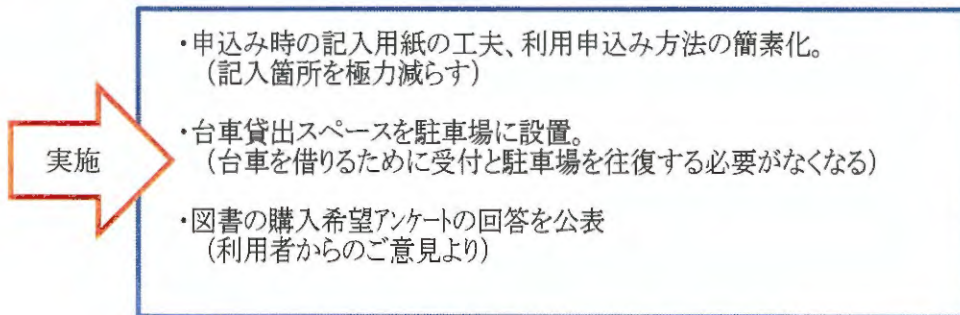 実施
・申込み時の記入用紙の工夫、利用申込み方法の簡素化。
(記入箇所を極力減らす)
・台車貸出スペースを駐車場に設置。
(台車を借りるために受付と駐車場を往復する必要がなくなる)
・図書の購入希望ｱﾝｹｰﾄの回答を公表
(利用者からのご意見より)